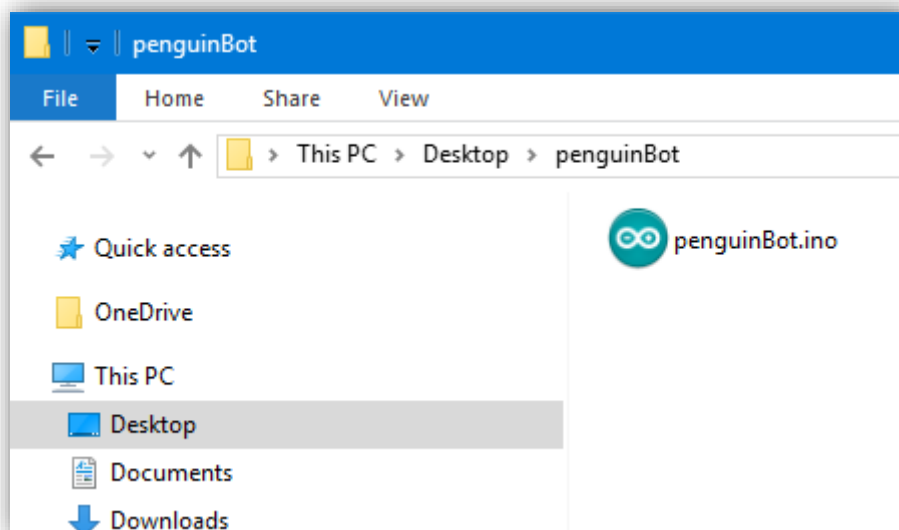 penguinBot
File Home Share View
This PC > Desktop > penguinBot
Quick access
penguinBot.ino
OneDrive
This PC
Desktop
Documents
Downloads